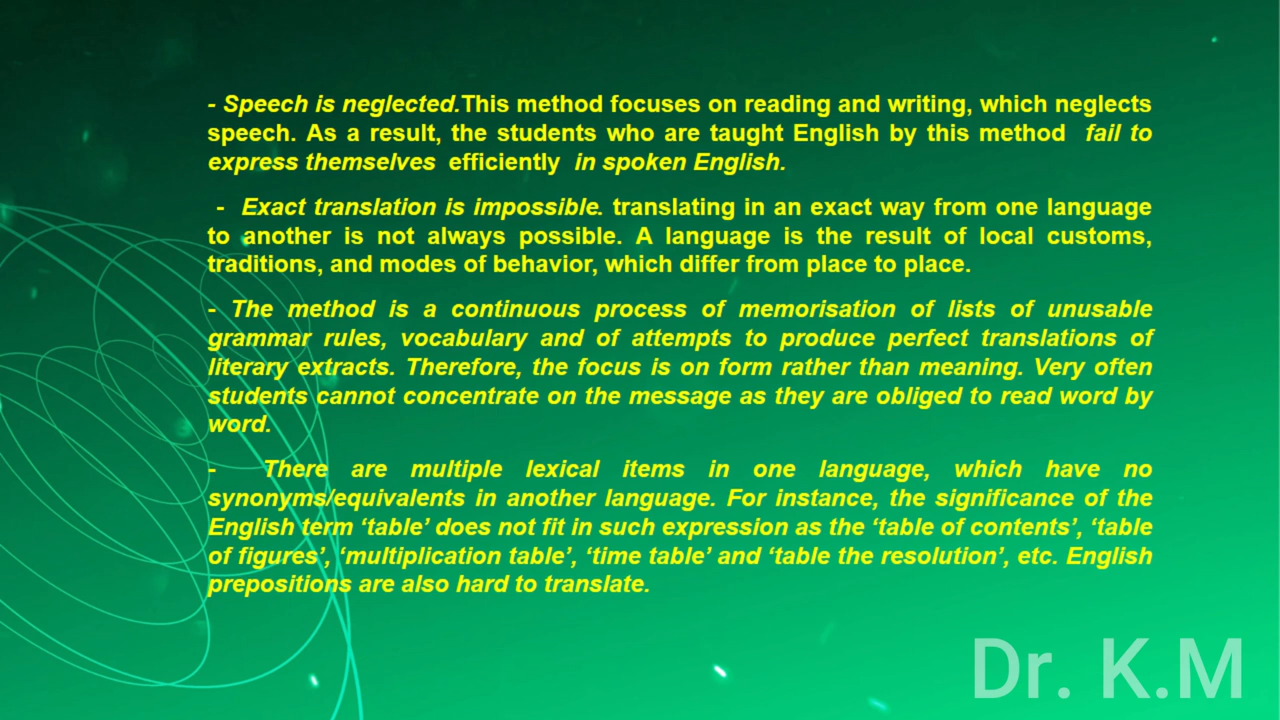 - Speech is neglected.This method focuses on reading and writing, which neglects
speech. As a result, the students who are taught English by this method fail to
express themselves efficiently in spoken English.
- Exact translation is impossible. translating in an exact way from one language
to another is not always possible. A language is the result of local customs,
traditions, and modes of behavior, which differ from place to place.
- The method is a continuous process of memorisation of lists of unusable
grammar rules, vocabulary and of attempts to produce perfect translations of
literary extracts. Therefore, the focus is on form rather than meaning. Very often
students cannot concentrate on the message as they are obliged to read word by
word.
- There are multiple lexical items in one language, which have no
synonyms/equivalents in another language. For instance, the significance of the
English term ‘table’ does not fit in such expression as the ‘table of contents’, ‘table
of figures’, ‘multiplication table’, ‘time table’ and ‘table the resolution’, etc. English
prepositions are also hard to translate.
Dr. K.M